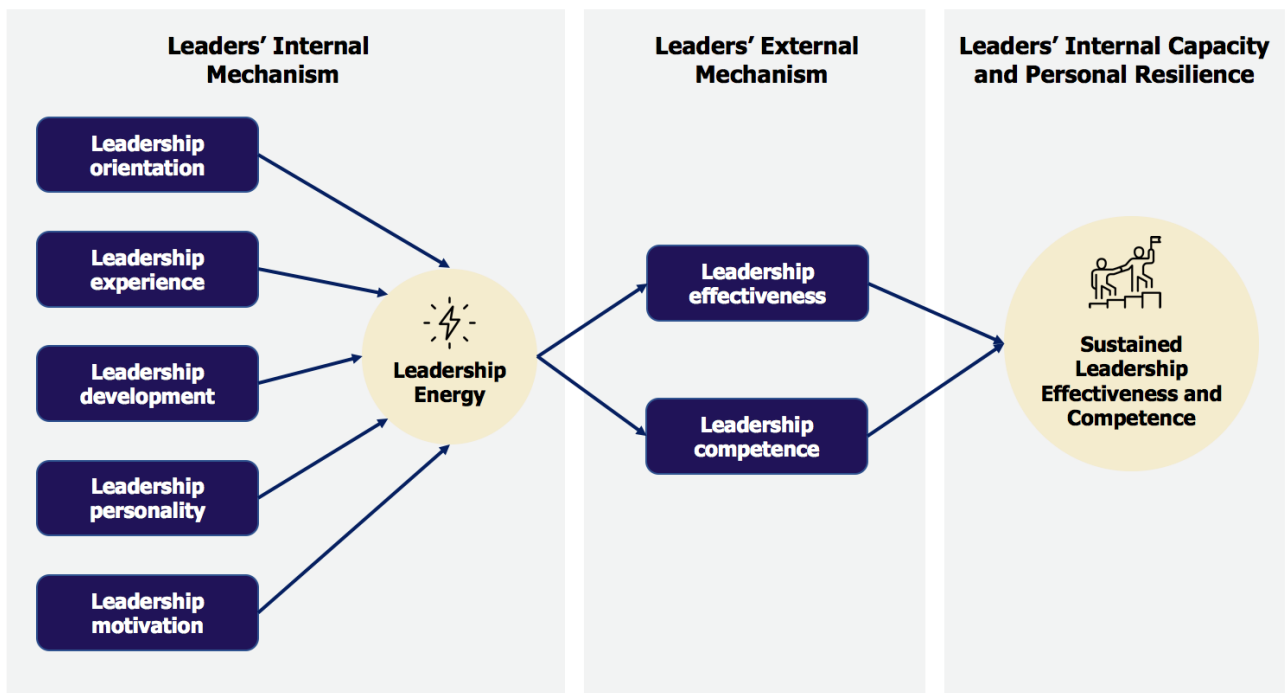 Leaders’ Internal
Mechanism
Leadership
orientation
Leadership
experience
Leadership
development
Leadership
personality
Leadership
motivation
Leadership
Energy
Leaders’ External
Mechanism
Leadership
effectiveness
Leadership
competence
Leaders’ Internal Capacity
and Personal Resilience
Sustained
Leadership
Effectiveness and
Competence